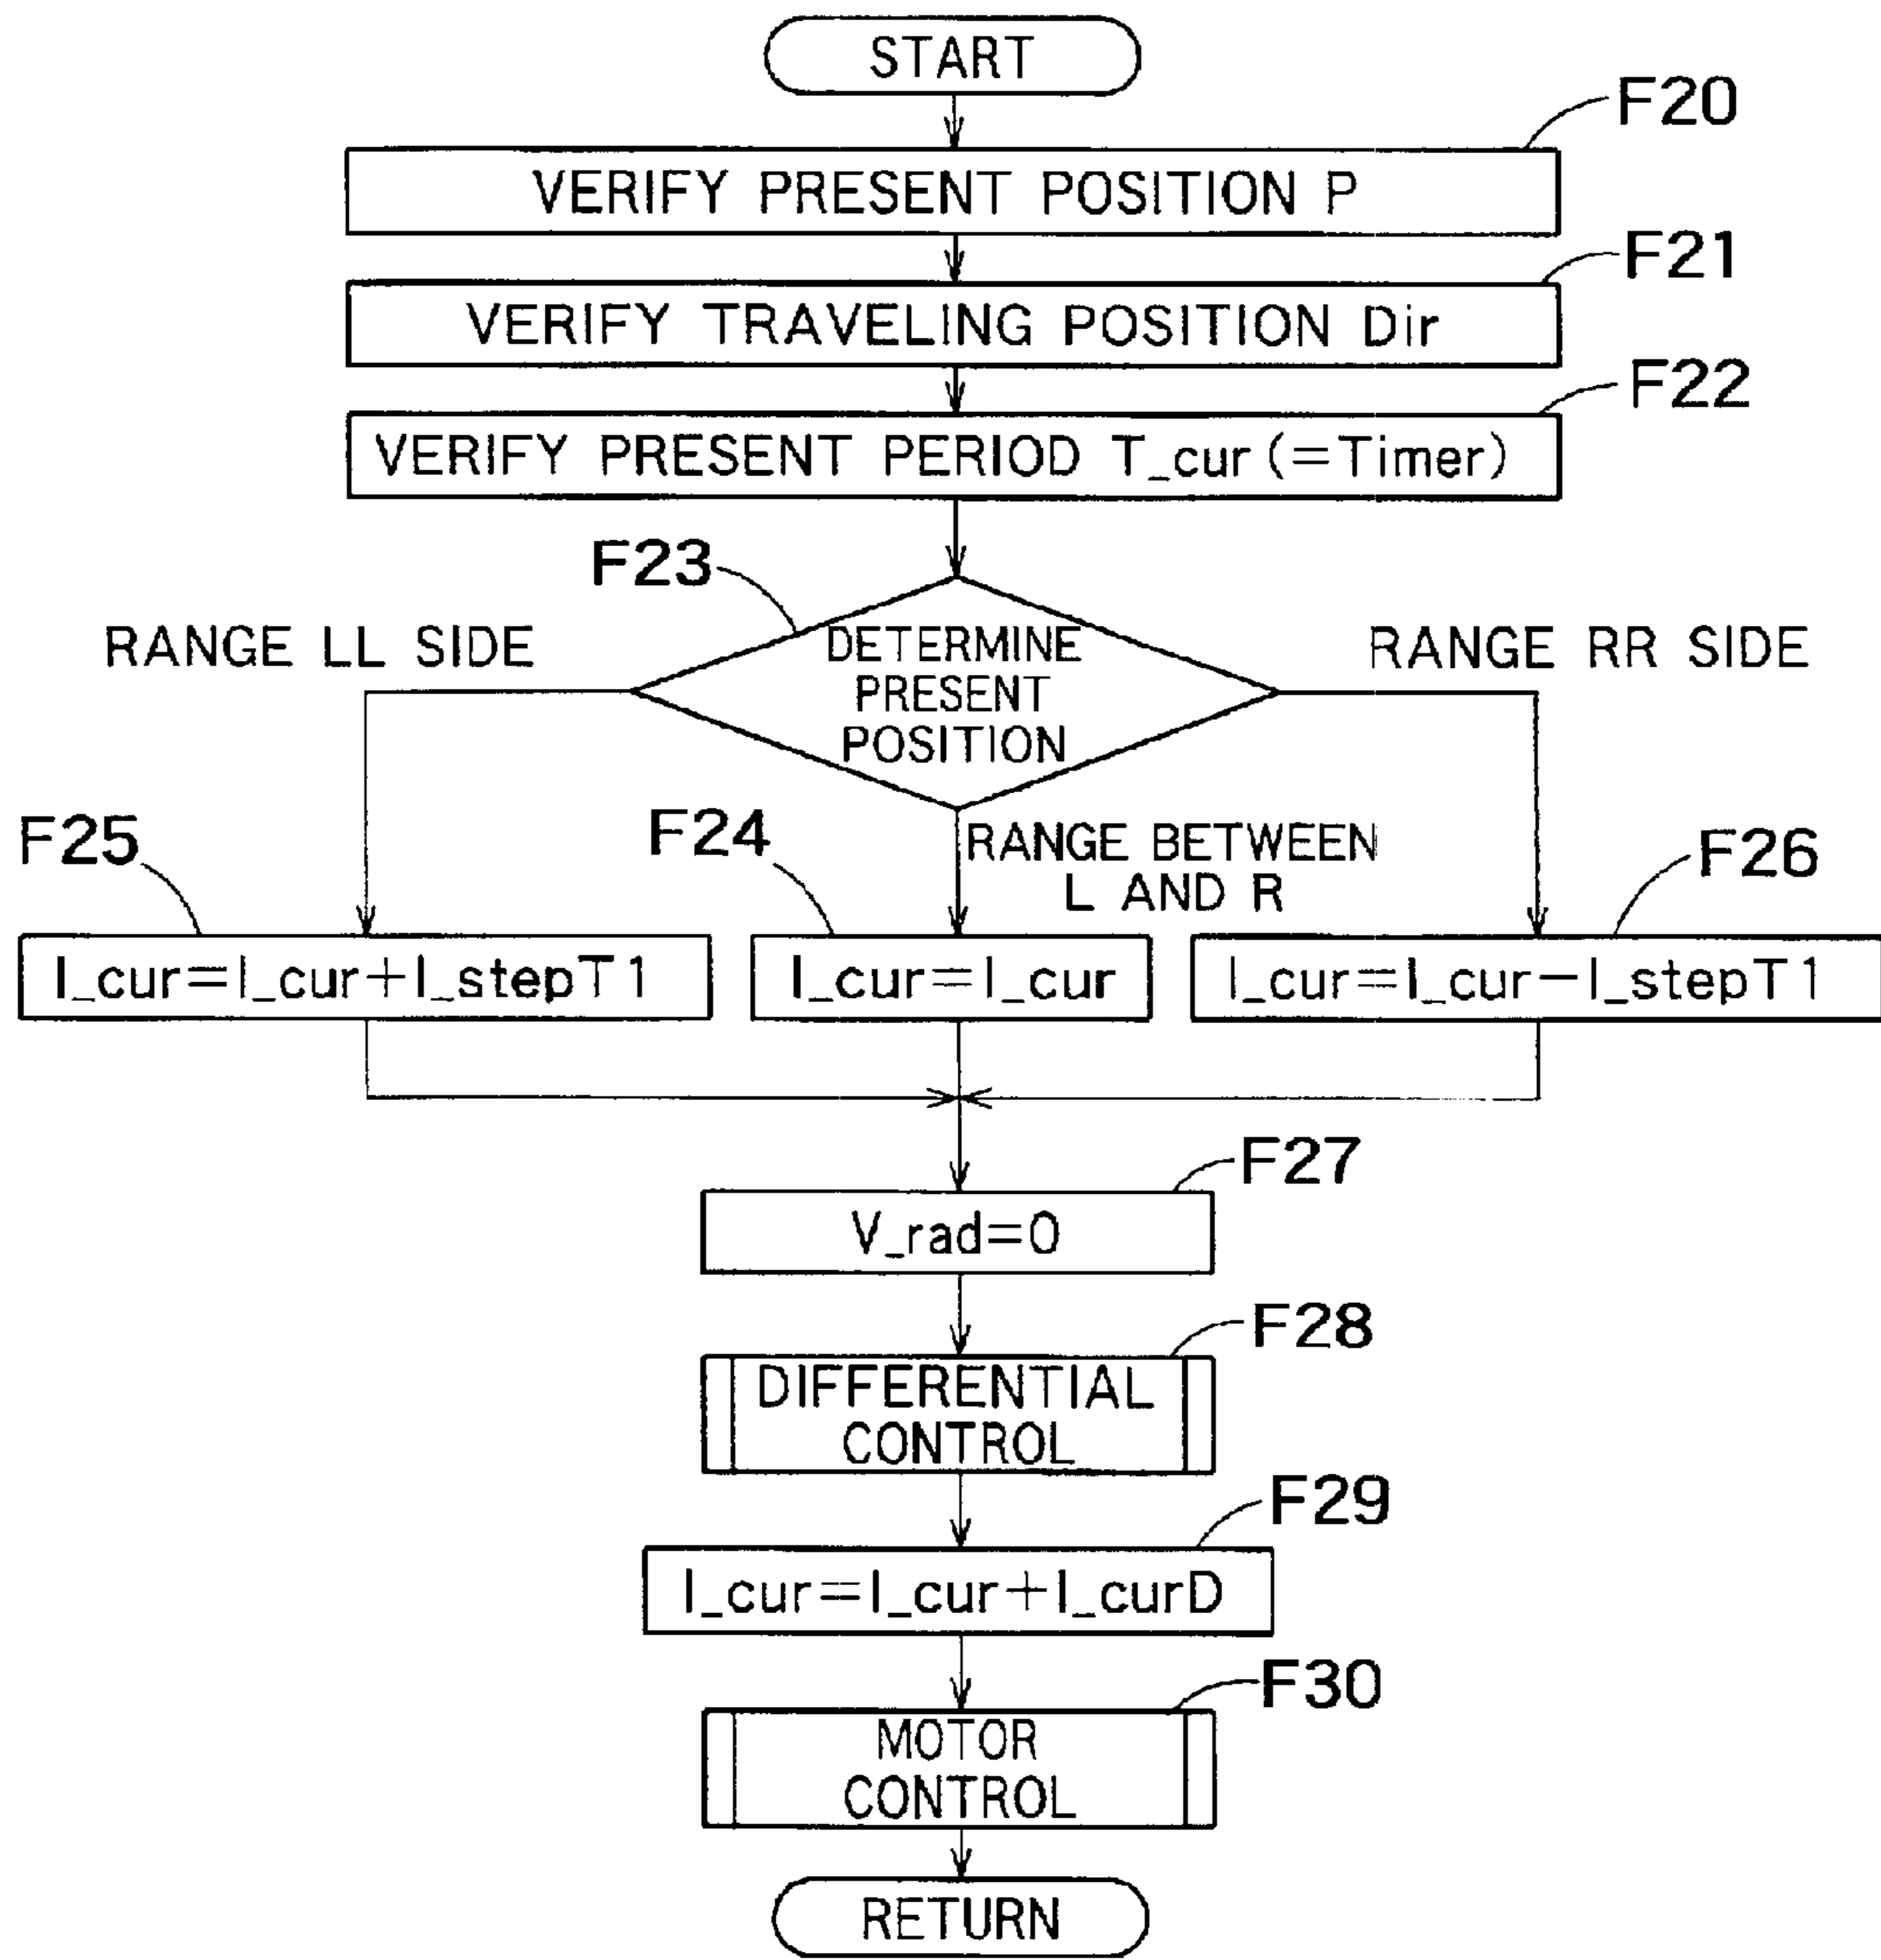 START
F20
VERIFY PRESENT POSITION P
F21
VERIFY TRAVELING POSITION Dir
F22
VERIFY PRESENT PERIOD T_cur (=Timer)
F23
RANGE LL SIDE
DETERMINE
PRESENT
POSITION
RANGE RR SIDE
F25
F24
RANGE BETWEEN
L AND R
F26
I_cur=I_cur+I_stepT1
I_cur=I_cur
I_cur=I_cur-I_stepT1
F27
V_rad=0
F28
DIFFERENTIAL
CONTROL
F29
I_cur=I_cur+I_curD
F30
MOTOR
CONTROL
RETURN